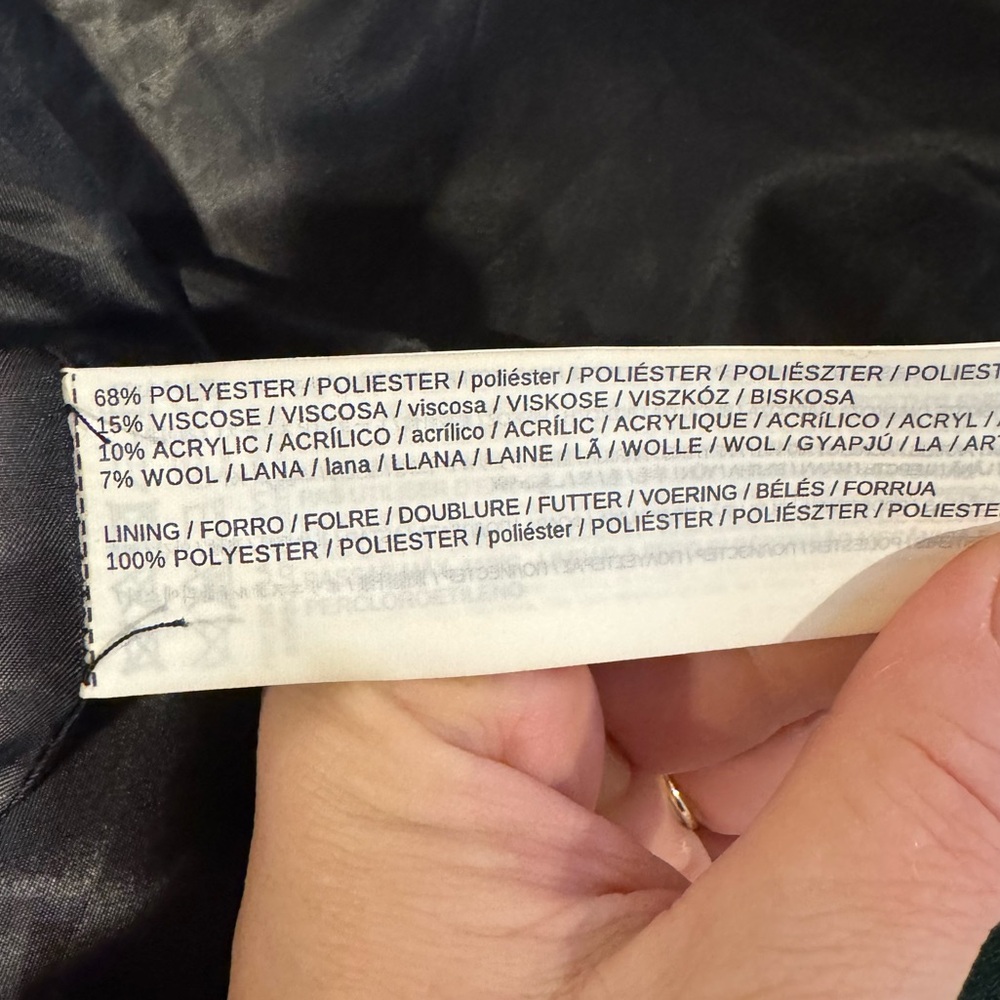 68% POLYESTER / POLIESTER / poliéster / POLIÉSTER / POLIÉSZTER / POLIEST
15% VISCOSE / VISCOSA / viscosa / VISKOSE / VISZKÓZ / BISKOSA
10% ACRYLIC / ACRÍLICO / acrílico / ACRÍLIC / ACRYLIQUE / ACRÍLICO / ACRYL /
7% WOOL / LANA / lana / LLANA / LAINE / LÃ / WOLLE / WOL / GYAPJÚ / LA / AR
LINING / FORRO / FOLRE / DOUBLURE / FUTTER / VOERING / BÉLÉS / FORRUA
100% POLYESTER / POLIESTER / poliéster / POLIÉSTER / POLIÉSZTER / POLIESTE
PERCLOROETILENO